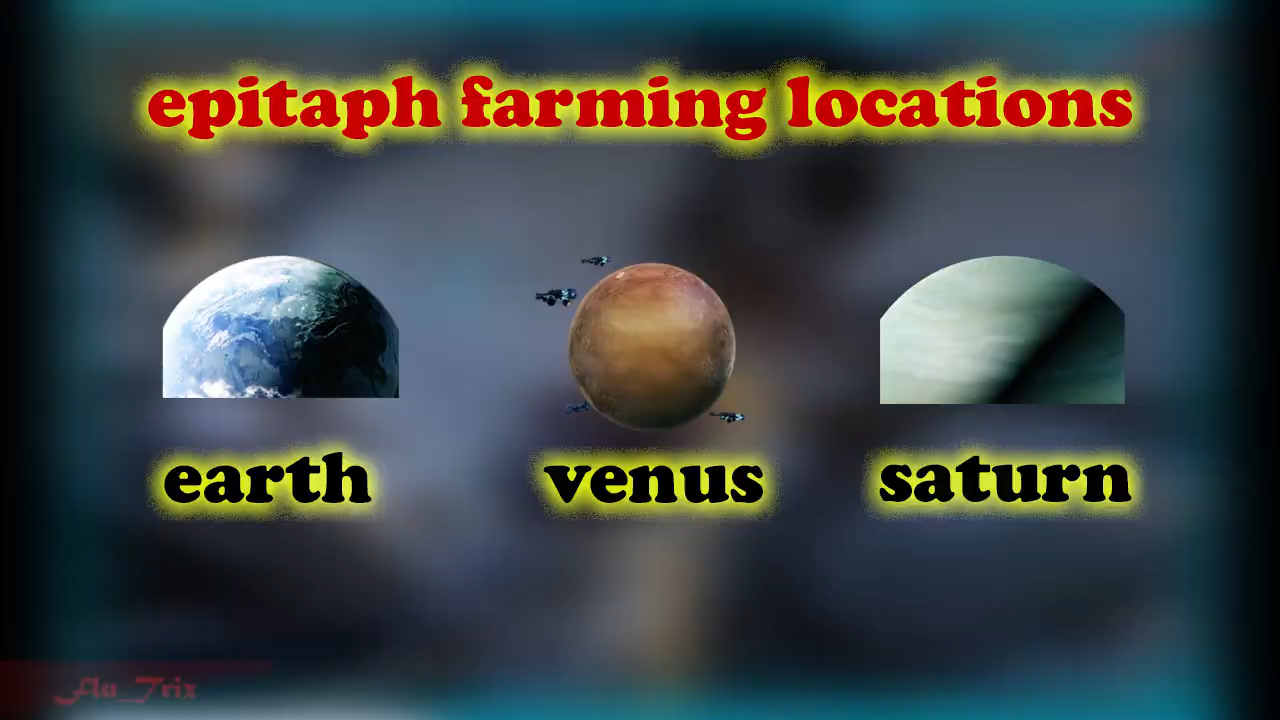 epitaph farming locations
earth
venus
saturn
flu_Trix